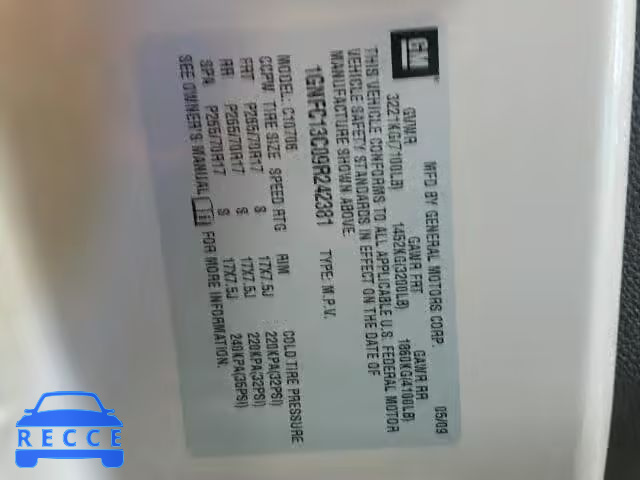 GM
MFD BY GENERAL MOTORS CORP. 05/09
GVWR GAWR FRT GAWR RR
3221KG(7100LB) 1452KG(3200LB) 1860KG(4100LB)
THIS VEHICLE CONFORMS TO ALL APPLICABLE U.S. FEDERAL MOTOR
VEHICLE SAFETY STANDARDS IN EFFECT ON THE DATE OF
MANUFACTURE SHOWN ABOVE.
1GNFC13C09R242381 TYPE: M.P.V.
MODEL: C10706
CCPW TIRE SIZE SPEED RTG RIM COLD TIRE PRESSURE
FRT P265/70R17 S 17X7.5J 220KPA(32PSI)
RR P265/70R17 S 17X7.5J 220KPA(32PSI)
SPA P265/70R17 S 17X7.5J 240KPA(35PSI)
SEE OWNER'S MANUAL FOR MORE INFORMATION.
RECCE